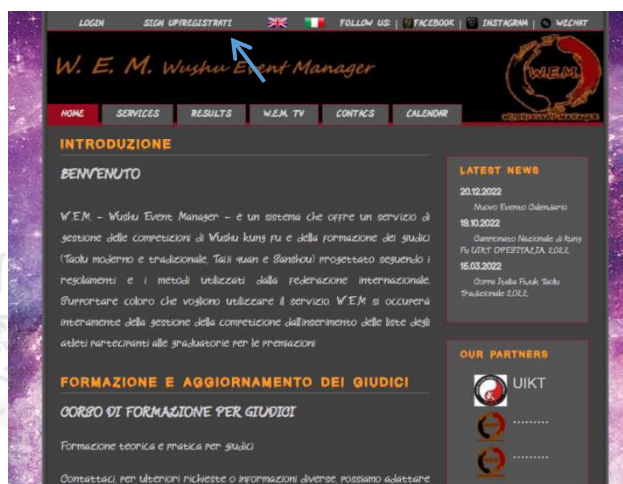 LOGIN SIGN UP/REGISTRATI FOLLOW US: | FACEBOOK | INSTAGRAM | WECHAT
W. E. M. Wushu Event Manager
W.E.M.
WUSHU EVENT MANAGER
HOME SERVICES RESULTS W.E.M. TV CONTACS CALENDAR
INTRODUZIONE
BENVENUTO
W.E.M. – Wushu Event Manager – è un sistema che offre un servizio di
gestione delle competizioni di Wushu kung fu e della formazione dei giudici
(Taolu moderno e tradizionale, Taiji quan e Sanshou) progettato seguendo i
regolamenti e i metodi utilizzati dalla federazione internazionale.
Supportare coloro che vogliono utilizzare il servizio. W.E.M si occuperà
interamente della gestione della competizione dall'inserimento delle liste degli
atleti partecipanti alle graduatorie per le premiazioni
FORMAZIONE E AGGIORNAMENTO DEI GIUDICI
CORSO DI FORMAZIONE PER GIUDICI
Formazione teorica e pratica per giudici
Contattaci, per ulteriori richieste o informazioni diverse, possiamo adattare
LATEST NEWS
20.12.2022
Nuovo Evento Calendario
19.10.2022
Campionato Nazionale di Kung
Fu UIKT OPESITALIA 2022
15.03.2022
Coppa Italia Fiwuk Taolu
Tradizionale 2022
OUR PARTNERS
UIKT
.........
.........